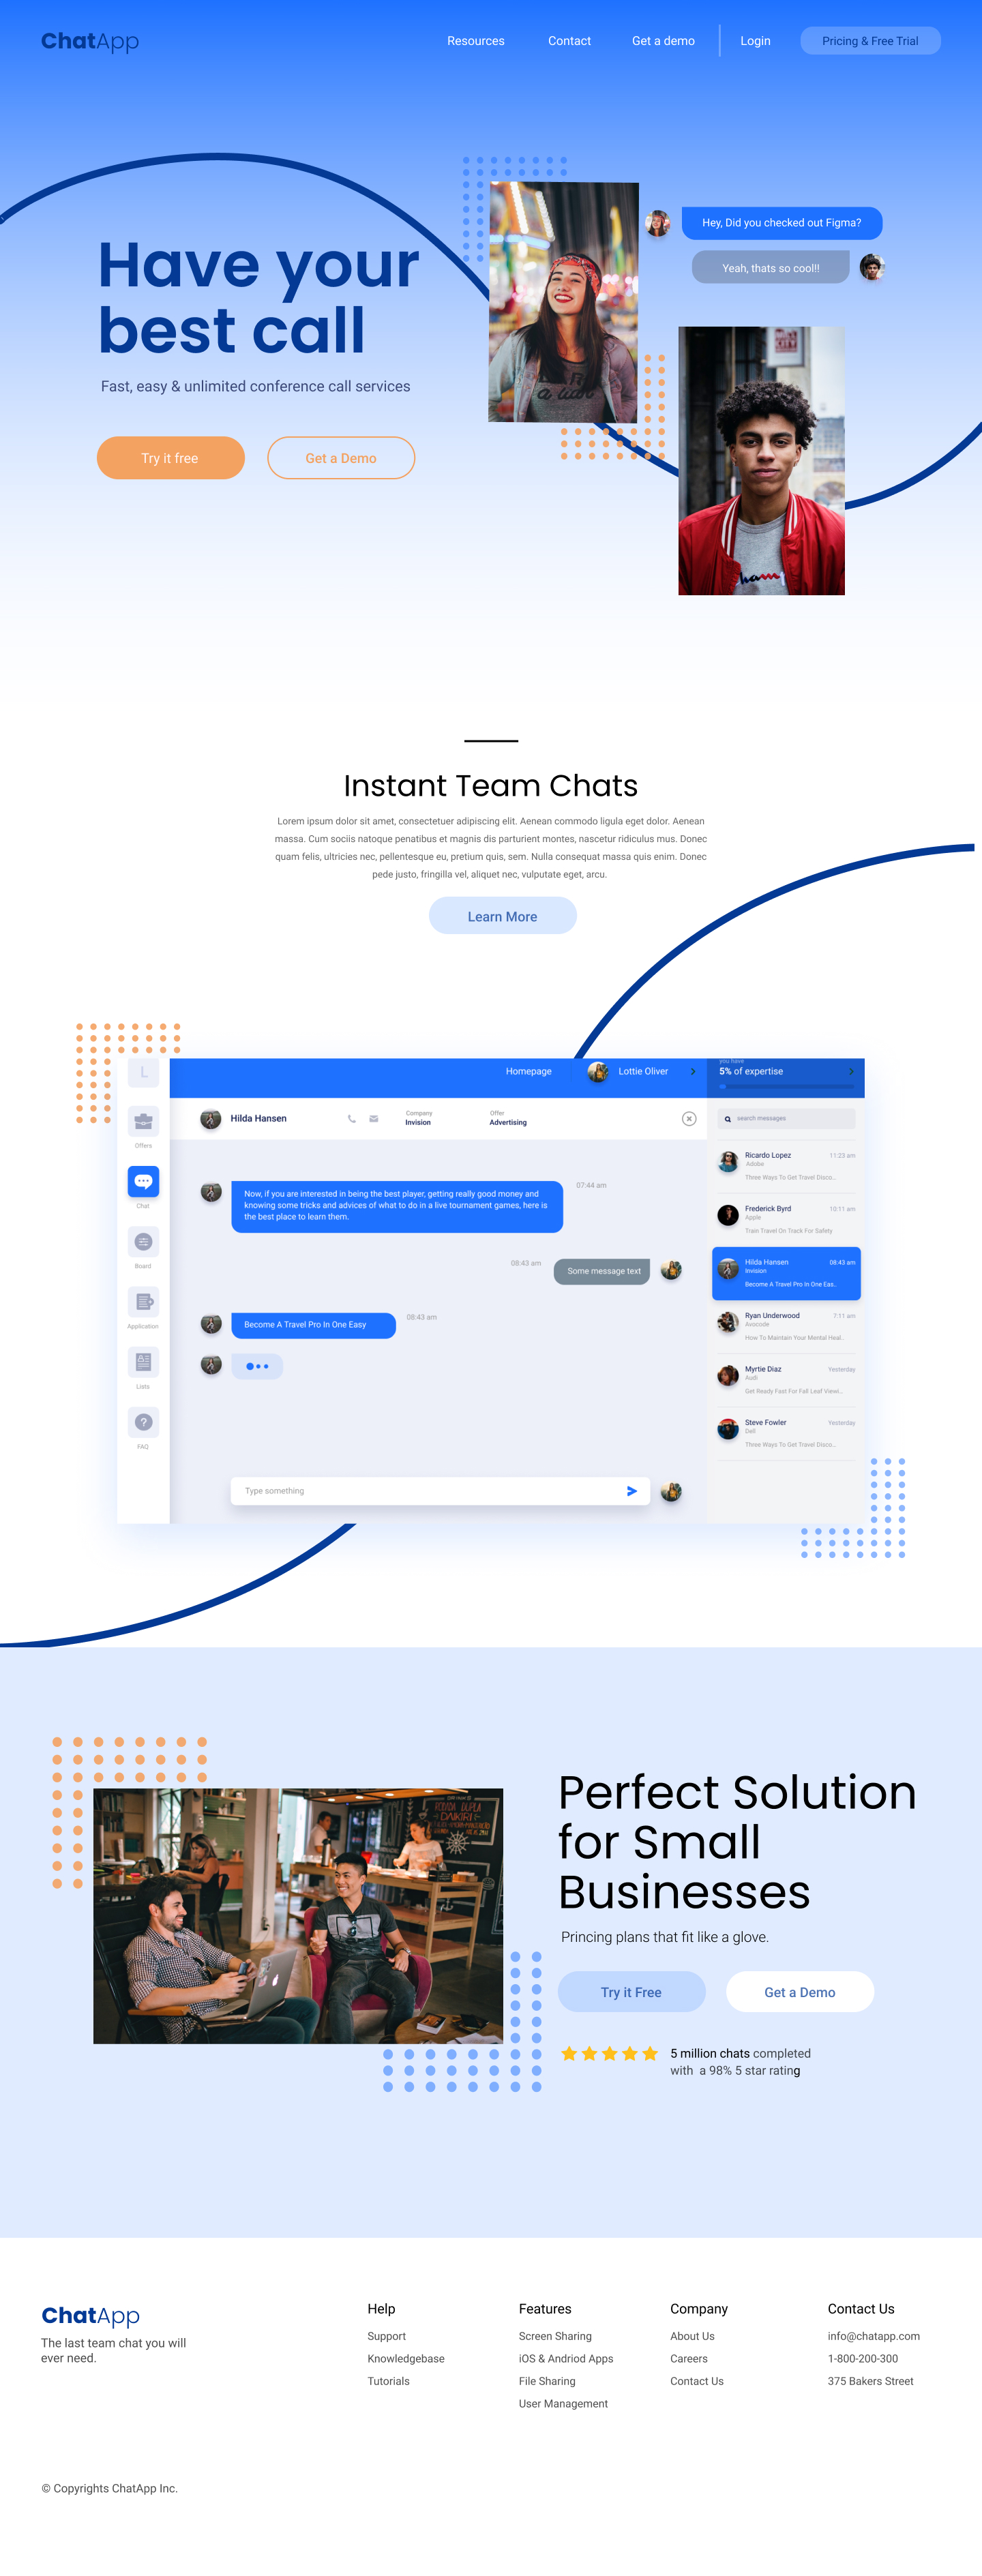 ChatApp
Resources
Contact
Get a demo
Login
Pricing & Free Trial
Hey, Did you checked out Figma?
Yeah, thats so cool!!
Have your
best call
Fast, easy & unlimited conference call services
Try it free
Get a Demo
Instant Team Chats
Lorem ipsum dolor sit amet, consectetuer adipiscing elit. Aenean commodo ligula eget dolor. Aenean
massa. Cum sociis natoque penatibus et magnis dis parturient montes, nascetur ridiculus mus. Donec
quam felis, ultricies nec, pellentesque eu, pretium quis, sem. Nulla consequat massa quis enim. Donec
pede justo, fringilla vel, aliquet nec, vulputate eget, arcu.
Learn More
L
Offers
Chat
Board
Application
Lists
FAQ
Homepage
Lottie Oliver
you have
5% of expertise
Hilda Hansen
Company
Invision
Offer
Advertising
search messages
Now, if you are interested in being the best player, getting really good money and
knowing some tricks and advices of what to do in a live tournament games, here is
the best place to learn them.
07:44 am
08:43 am
Some message text
Become A Travel Pro In One Easy
08:43 am
Type something
Ricardo Lopez
11:23 am
Adobe
Three Ways To Get Travel Disco...
Frederick Byrd
10:11 am
Apple
Train Travel On Track For Safety
Hilda Hansen
08:43 am
Invision
Become A Travel Pro In One Eas..
Ryan Underwood
7:11 am
Avocode
How To Maintain Your Mental Heal..
Myrtie Diaz
Yesterday
Audi
Get Ready Fast For Fall Leaf Viewi..
Steve Fowler
Yesterday
Dell
Three Ways To Get Travel Disco...
Perfect Solution
for Small
Businesses
Princing plans that fit like a glove.
Try it Free
Get a Demo
5 million chats completed
with a 98% 5 star rating
ChatApp
The last team chat you will
ever need.
Help
Support
Knowledgebase
Tutorials
Features
Screen Sharing
iOS & Andriod Apps
File Sharing
User Management
Company
About Us
Careers
Contact Us
Contact Us
info@chatapp.com
1-800-200-300
375 Bakers Street
© Copyrights ChatApp Inc.